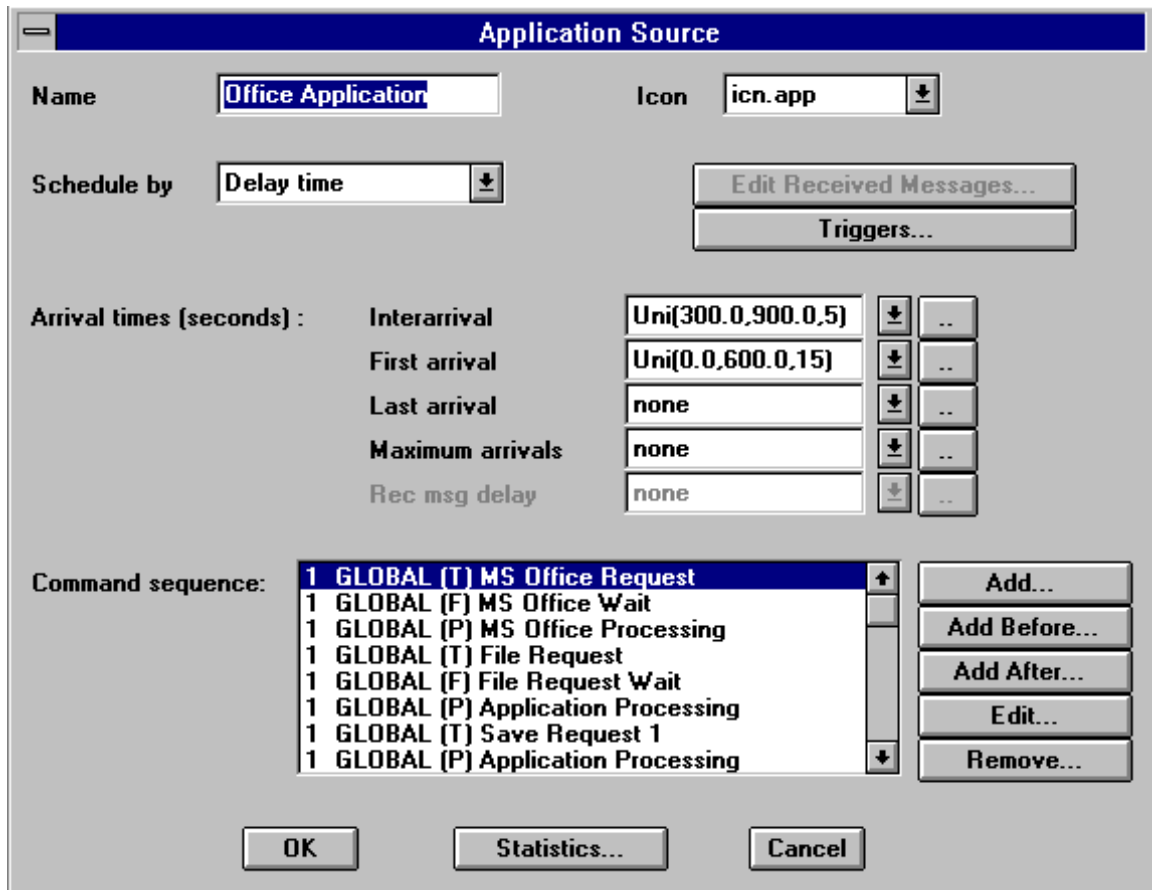 Application Source
Name Office Application Icon icn.app
Schedule by Delay time Edit Received Messages...
Triggers...
Arrival times (seconds) : Interarrival Uni(300.0,900.0,5) ..
First arrival Uni(0.0,600.0,15) ..
Last arrival none ..
Maximum arrivals none ..
Rec msg delay none ..
Command sequence: 1 GLOBAL (T) MS Office Request Add...
1 GLOBAL (F) MS Office Wait
1 GLOBAL (P) MS Office Processing Add Before...
1 GLOBAL (T) File Request Add After...
1 GLOBAL (F) File Request Wait
1 GLOBAL (P) Application Processing Edit...
1 GLOBAL (T) Save Request 1
1 GLOBAL (P) Application Processing Remove...
OK Statistics... Cancel